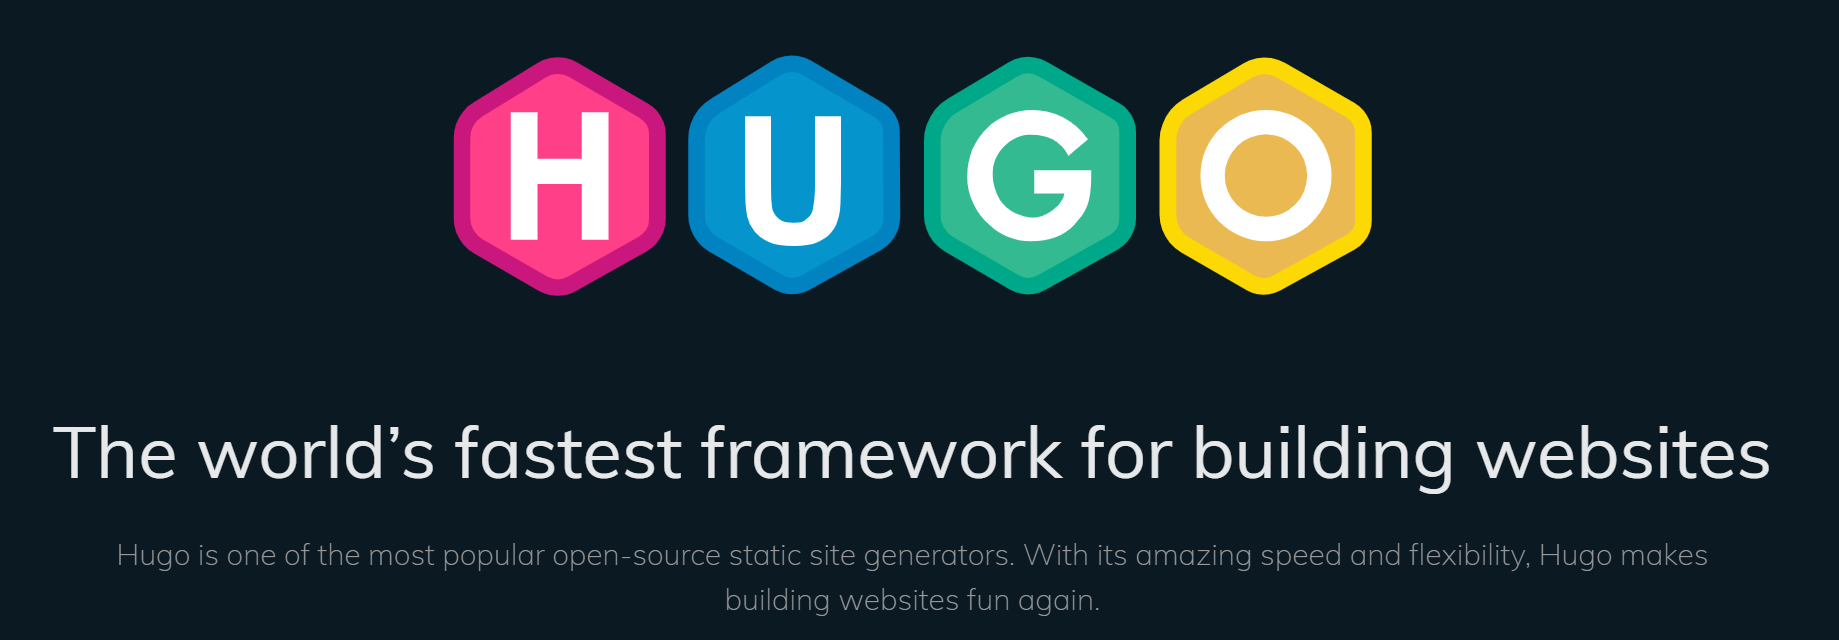 HUGO
The world’s fastest framework for building websites
Hugo is one of the most popular open-source static site generators. With its amazing speed and flexibility, Hugo makes
building websites fun again.